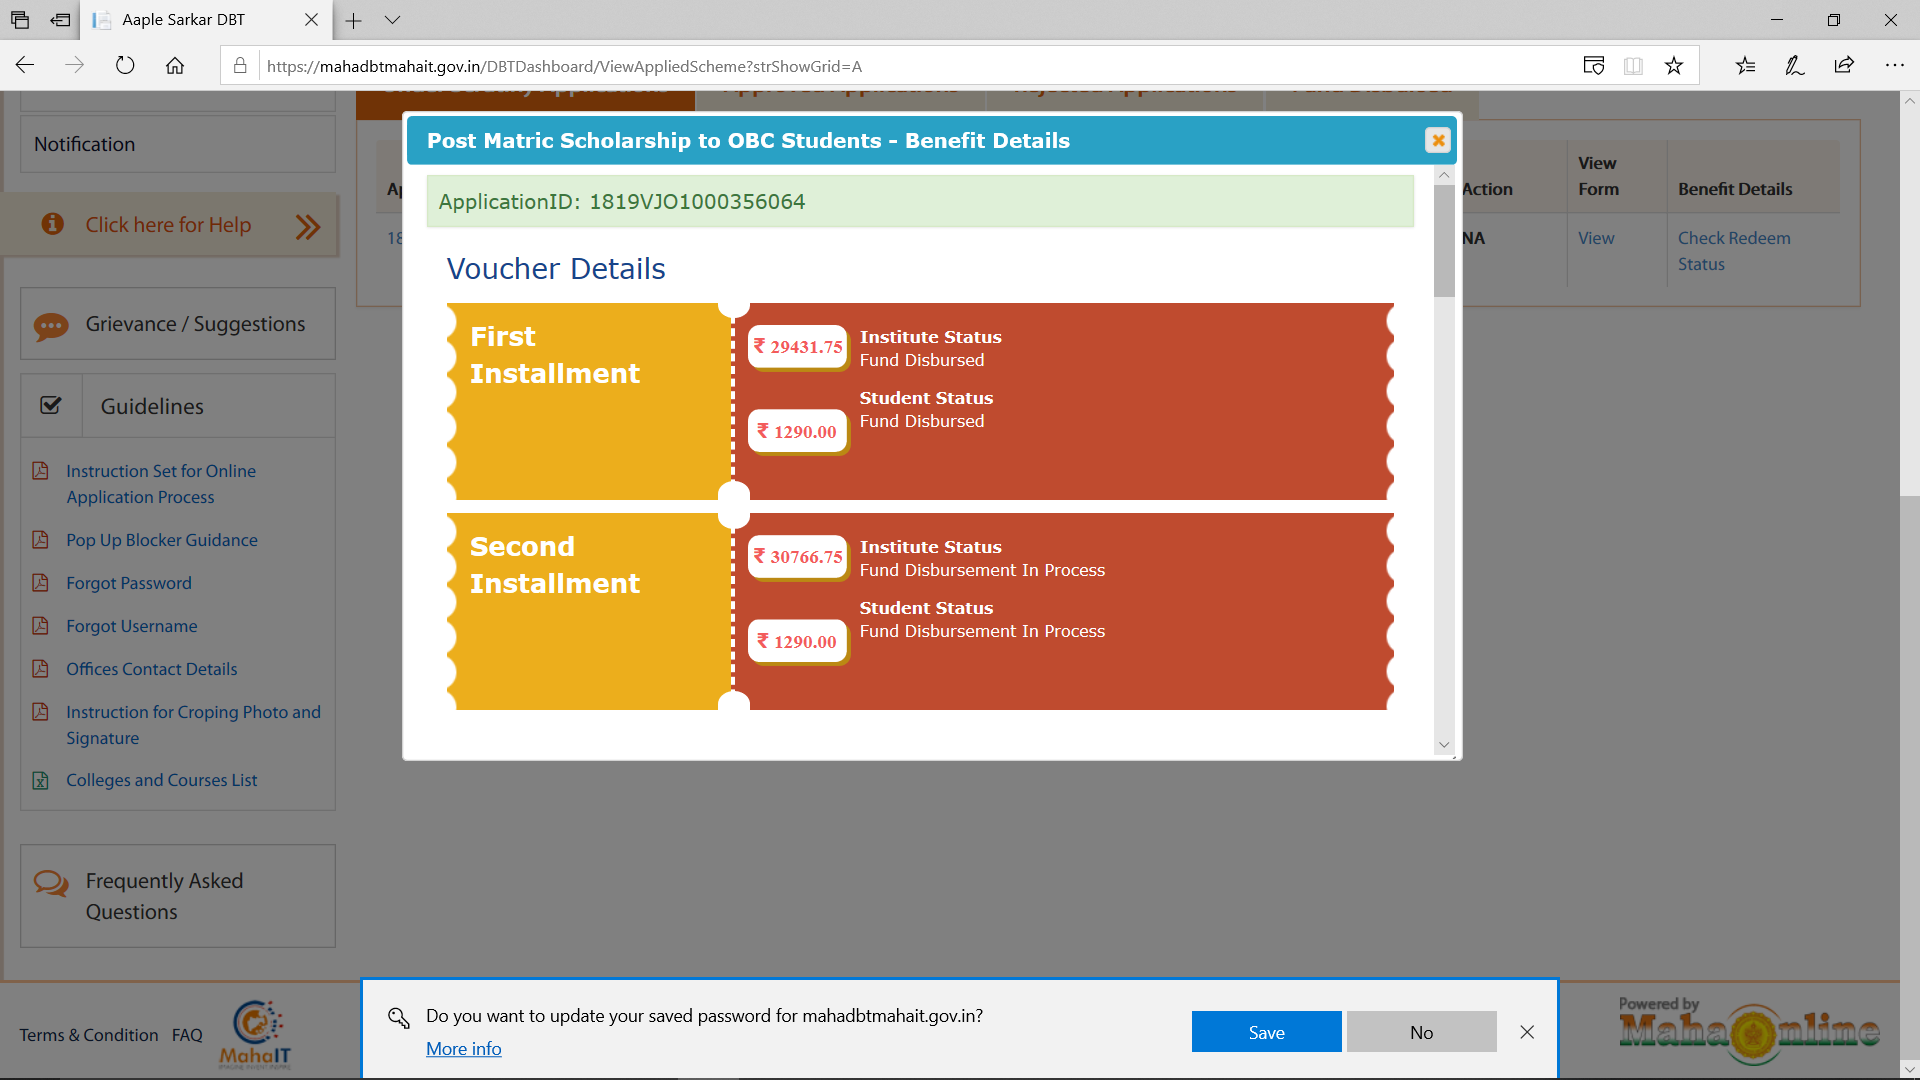 Aaple Sarkar DBT
https://mahadbtmahait.gov.in/DBTDashboard/ViewAppliedScheme?strShowGrid=A
Notification
Click here for Help
Grievance / Suggestions
Guidelines
Instruction Set for Online
Application Process
Pop Up Blocker Guidance
Forgot Password
Forgot Username
Offices Contact Details
Instruction for Croping Photo and
Signature
Colleges and Courses List
Frequently Asked
Questions
Post Matric Scholarship to OBC Students - Benefit Details
ApplicationID: 1819VJO1000356064
Voucher Details
First
Installment
₹ 29431.75
Institute Status
Fund Disbursed
Student Status
Fund Disbursed
₹ 1290.00
Second
Installment
₹ 30766.75
Institute Status
Fund Disbursement In Process
Student Status
Fund Disbursement In Process
₹ 1290.00
Action
View
Form
Benefit Details
18
NA
View
Check Redeem
Status
Terms & Condition FAQ
MahaIT
Do you want to update your saved password for mahadbtmahait.gov.in?
More info
Save
No
Powered by
MahaOnline